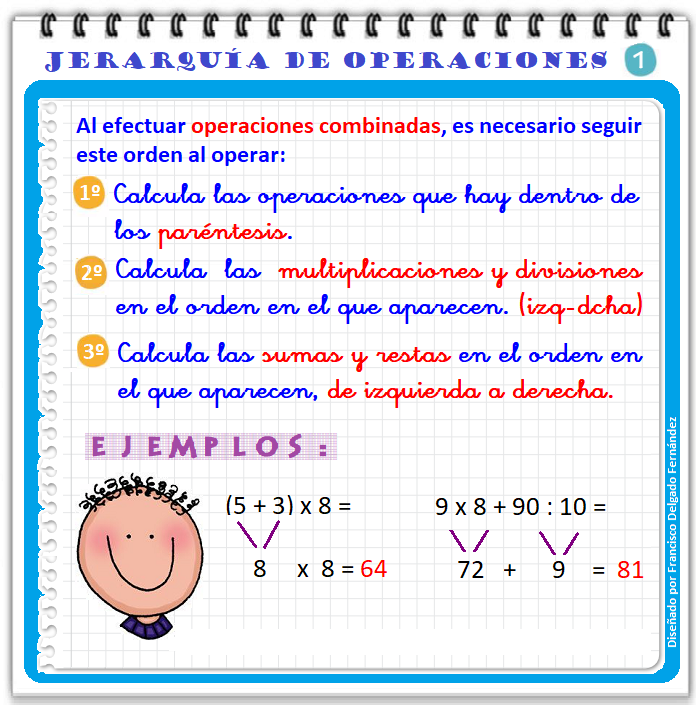 JERARQUÍA DE OPERACIONES 1
Al efectuar operaciones combinadas, es necesario seguir
este orden al operar:
1º Calcula las operaciones que hay dentro de
los paréntesis.
2º Calcula las multiplicaciones y divisiones
en el orden en el que aparecen. (izq-dcha)
3º Calcula las sumas y restas en el orden en
el que aparecen, de izquierda a derecha.
EJEMPLOS:
(5 + 3) x 8 =
8 x 8 = 64
9 x 8 + 90 : 10 =
72 + 9 = 81
Diseñado por Francisco Delgado Fernández